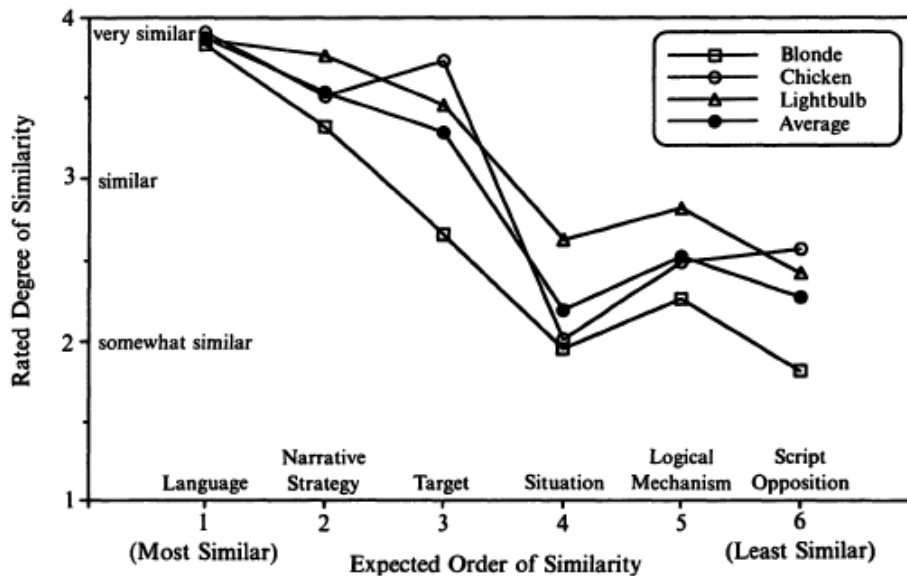 4
very similar
Blonde
Chicken
Lightbulb
Average
3
similar
Rated Degree of Similarity
2
somewhat similar
Language
Narrative
Strategy
Target
Situation
Logical
Mechanism
Script
Opposition
1
1
2
3
4
5
6
(Most Similar)
Expected Order of Similarity
(Least Similar)